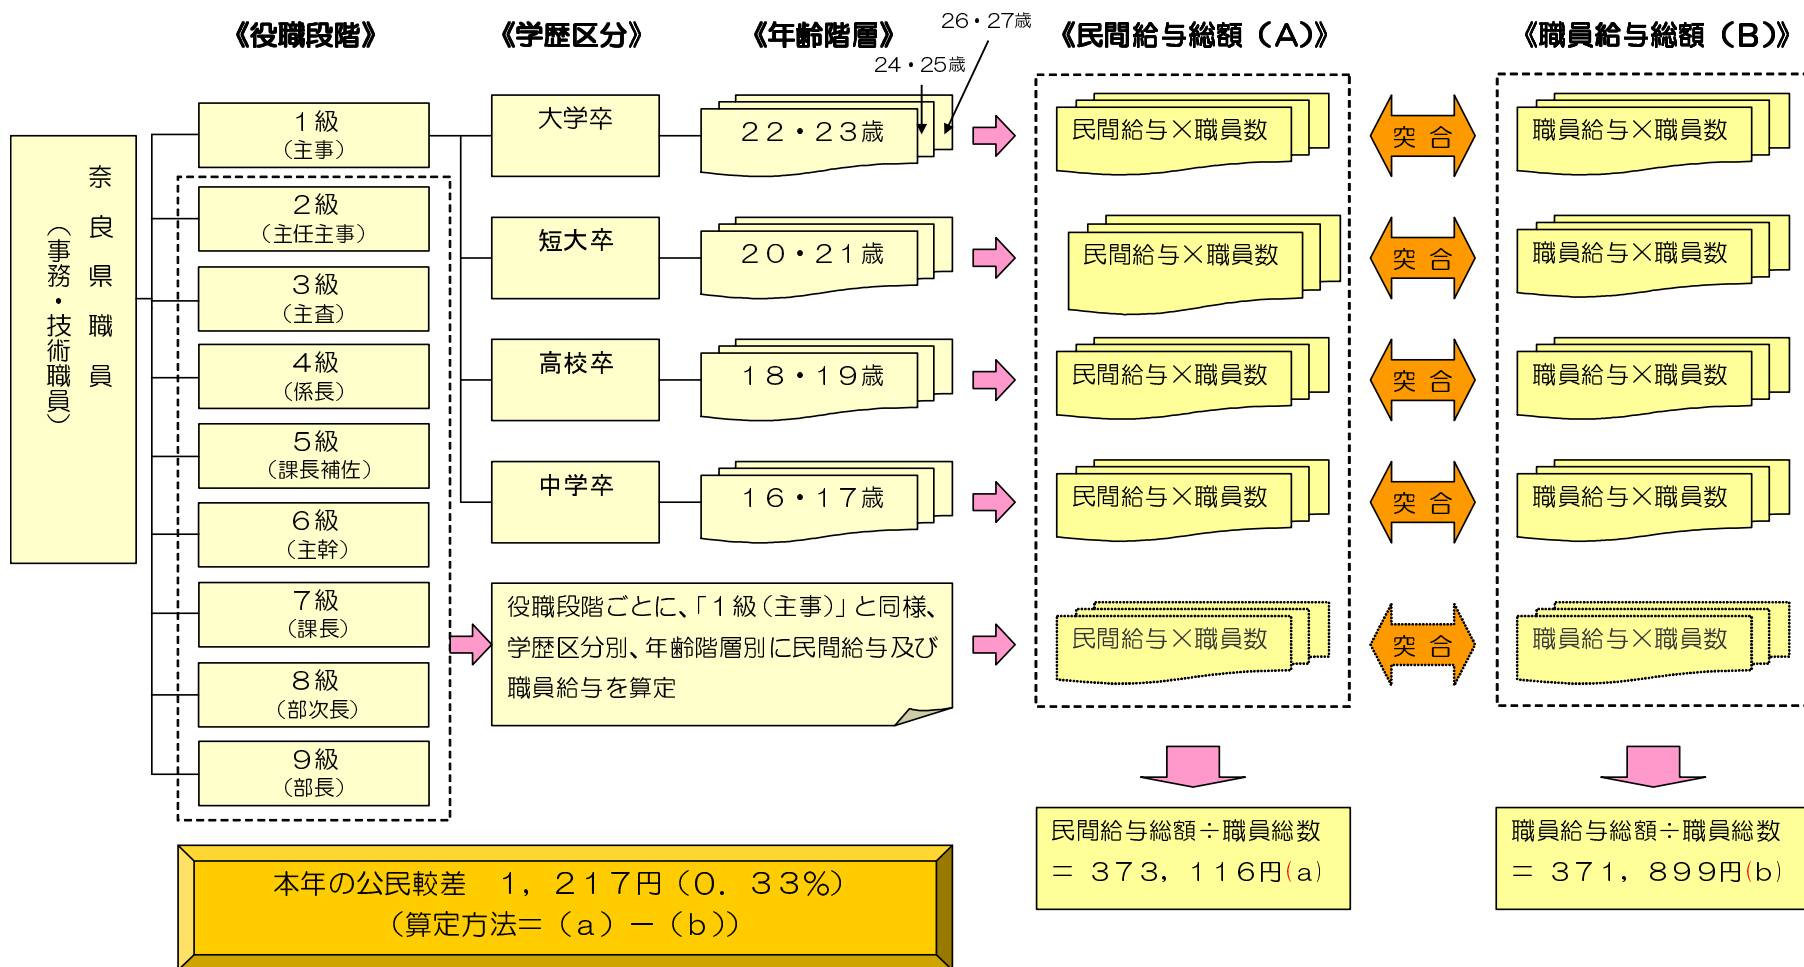 《役職段階》
《学歴区分》
《年齢階層》
26・27歳
24・25歳
《民間給与総額（A）》
《職員給与総額（B）》
奈良県職員
（事務・技術職員）
１級
（主事）
２級
（主任主事）
３級
（主査）
４級
（係長）
５級
（課長補佐）
６級
（主幹）
７級
（課長）
８級
（部次長）
９級
（部長）
大学卒
２２・２３歳
民間給与×職員数
突 合
職員給与×職員数
短大卒
２０・２１歳
民間給与×職員数
突 合
職員給与×職員数
高校卒
１８・１９歳
民間給与×職員数
突 合
職員給与×職員数
中学卒
１６・１７歳
民間給与×職員数
突 合
職員給与×職員数
役職段階ごとに、「１級（主事）」と同様、
学歴区分別、年齢階層別に民間給与及び
職員給与を算定
民間給与×職員数
突 合
職員給与×職員数
民間給与総額÷職員総数
＝ ３７３，１１６円(a)
職員給与総額÷職員総数
＝ ３７１，８９９円(b)
本年の公民較差　１，２１７円（０．３３％）
（算定方法＝（a）－（b））